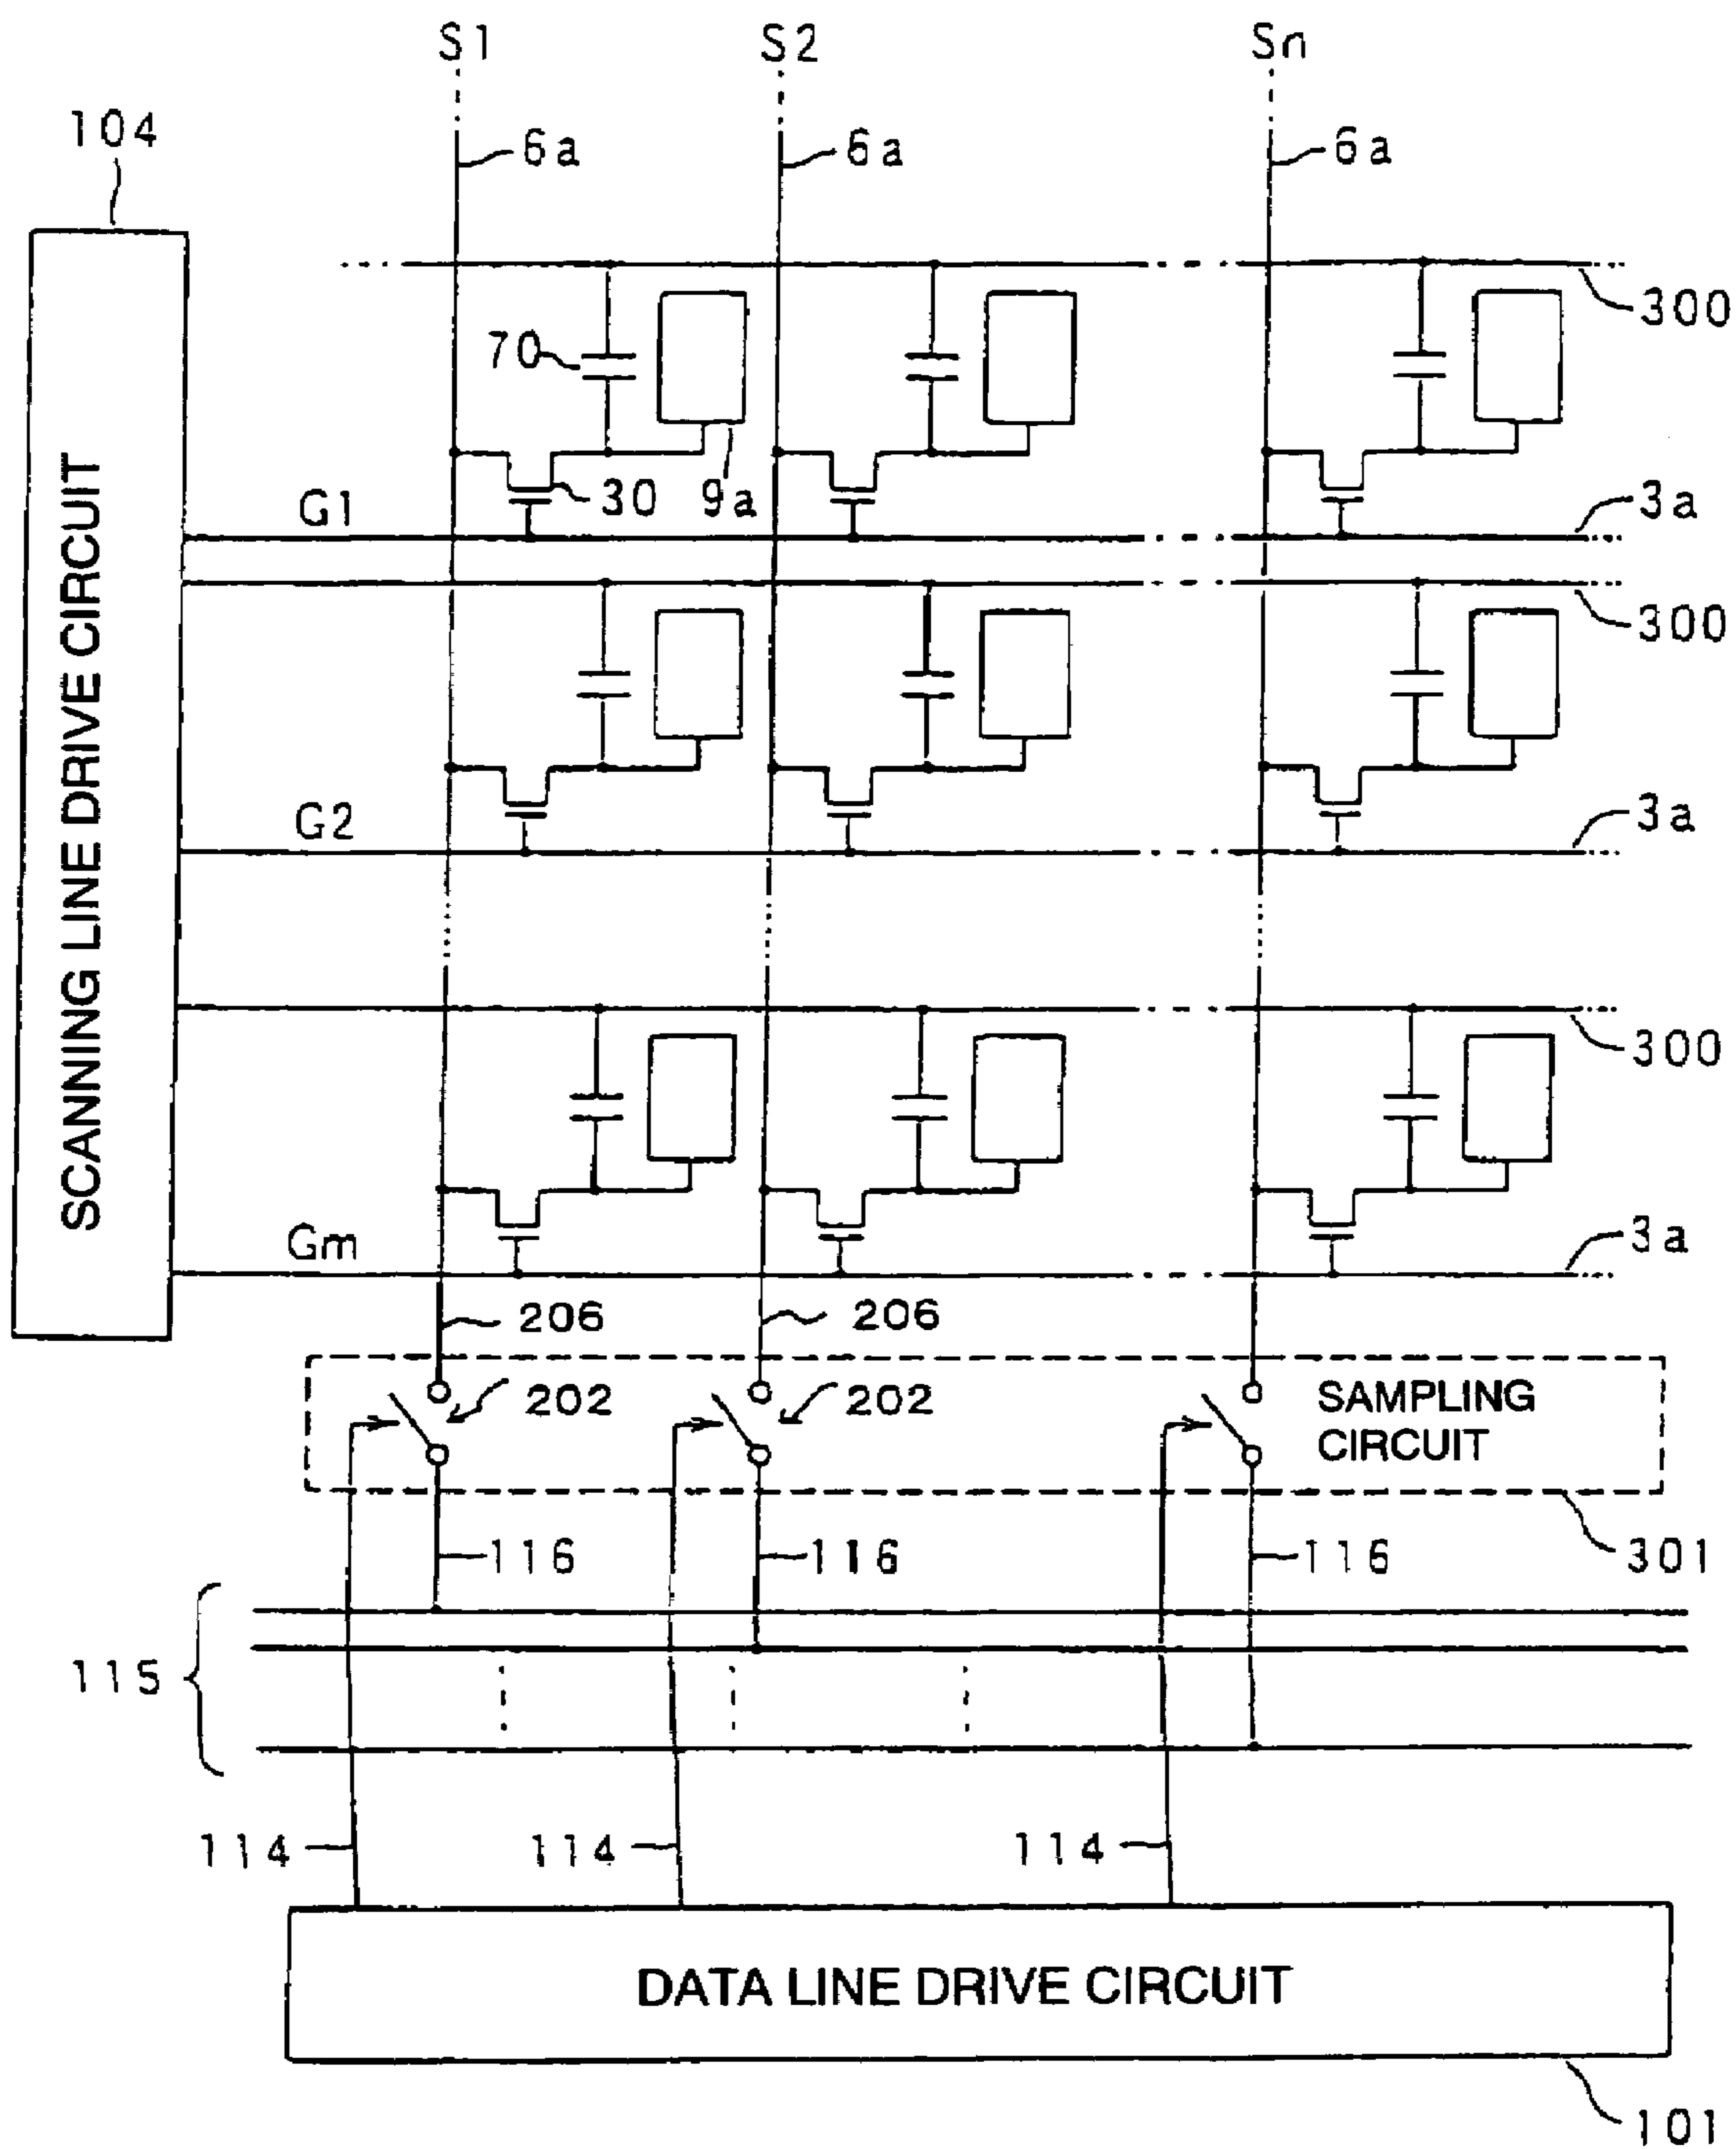 S1 S2 Sn
104
6a 6a 6a
300
70
30 9a
G1
3a
300
G2
3a
300
Gm
3a
206 206
202 202
SAMPLING
CIRCUIT
116 116 116
301
115
114 114 114
SCANNING LINE DRIVE CIRCUIT
DATA LINE DRIVE CIRCUIT
101